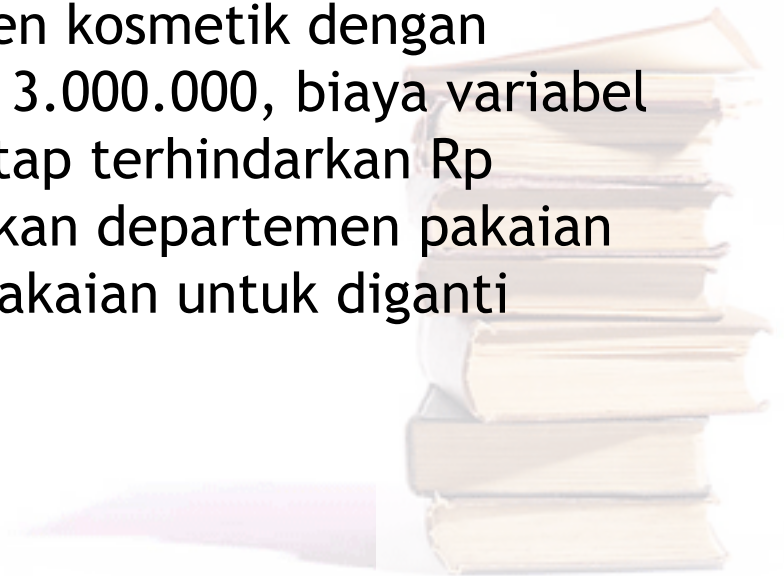 en kosmetik dengan
3.000.000, biaya variabel
tap terhindarkan Rp
kan departemen pakaian
akaian untuk diganti